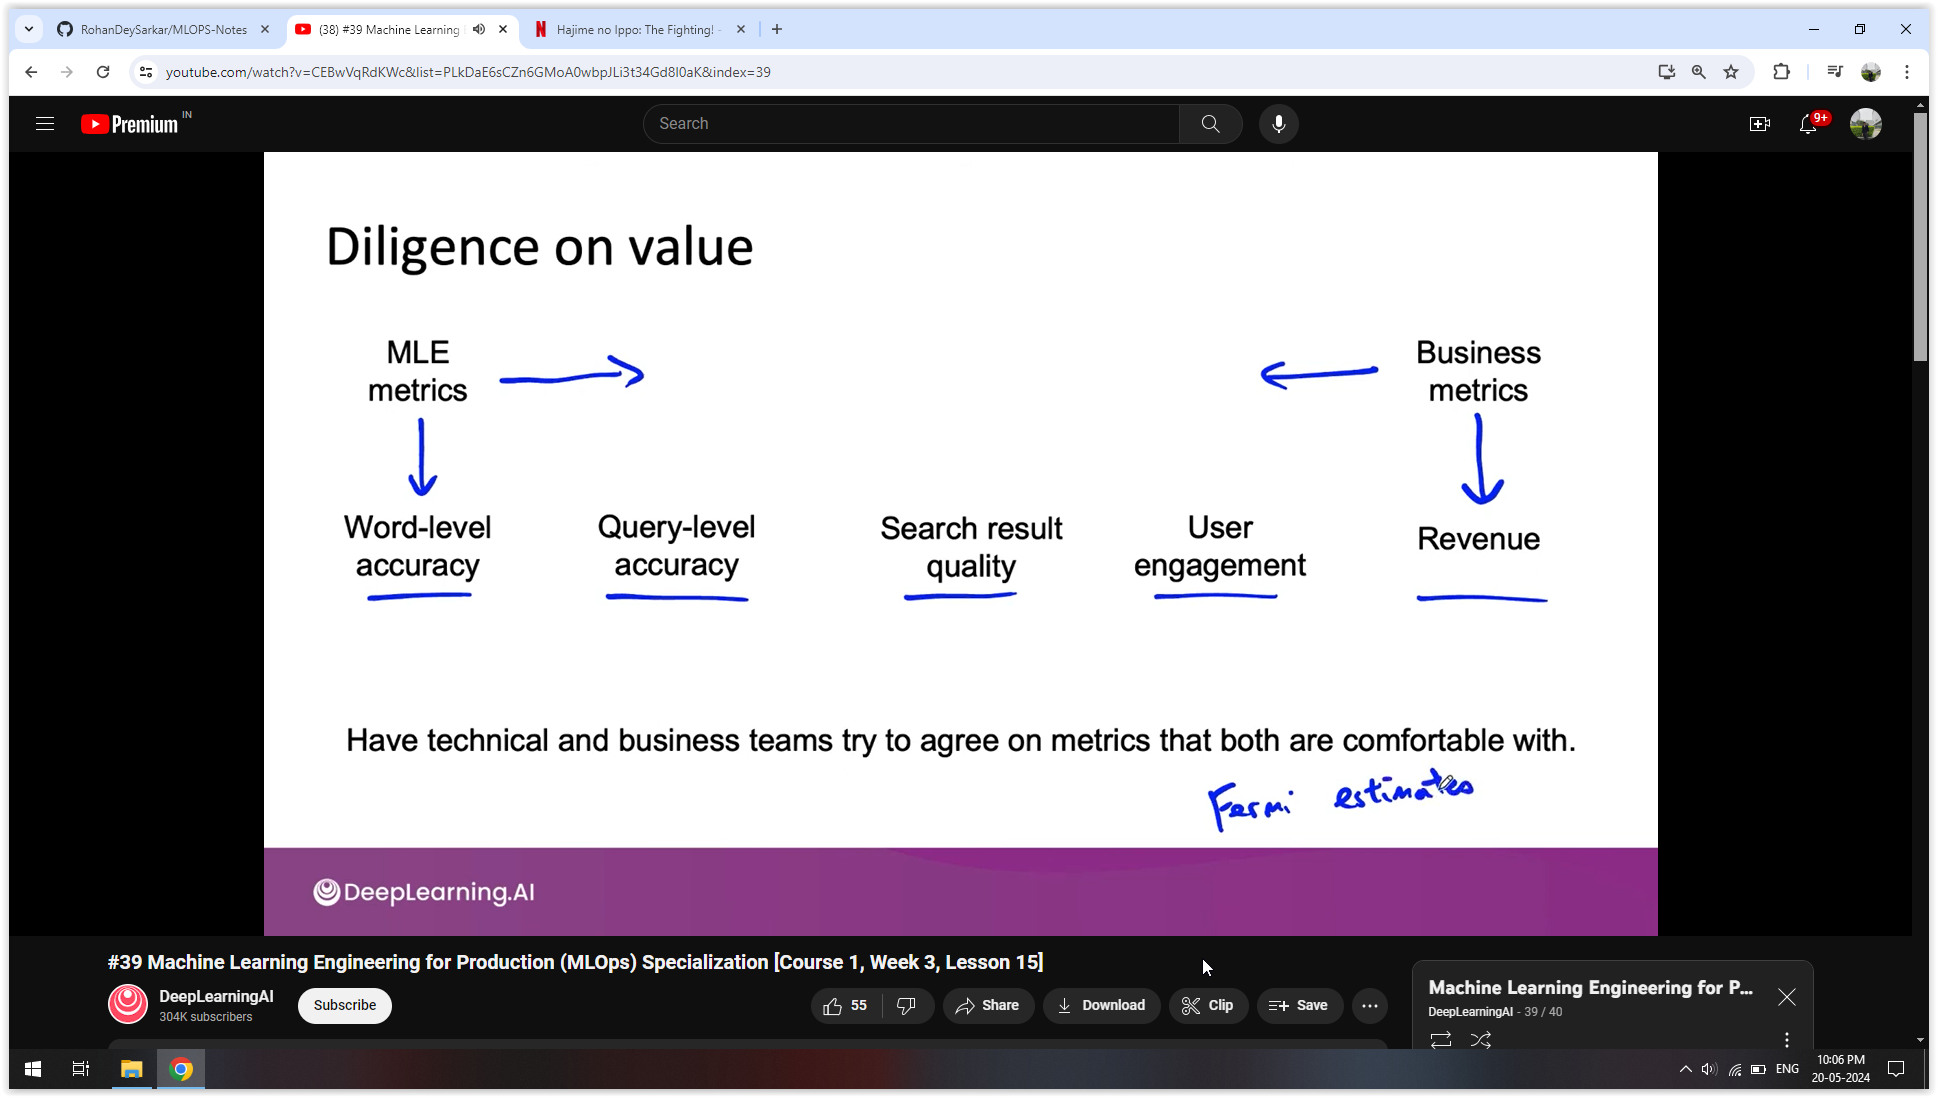 RohanDeySarkar/MLOPS-Notes
(38) #39 Machine Learning
Hajime no Ippo: The Fighting! -
youtube.com/watch?v=CEBwVqRdKWc&list=PLkDaE6sCZn6GMoA0wbpJLi3t34Gd8l0aK&index=39
Premium IN
Search
9+
Diligence on value
MLE
metrics
Business
metrics
Word-level
accuracy
Query-level
accuracy
Search result
quality
User
engagement
Revenue
Have technical and business teams try to agree on metrics that both are comfortable with.
Fermi estimates
DeepLearning.AI
#39 Machine Learning Engineering for Production (MLOps) Specialization [Course 1, Week 3, Lesson 15]
DeepLearningAI
304K subscribers
Subscribe
55
Share
Download
Clip
Save
Machine Learning Engineering for P...
DeepLearningAI - 39 / 40
ENG
10:06 PM
20-05-2024